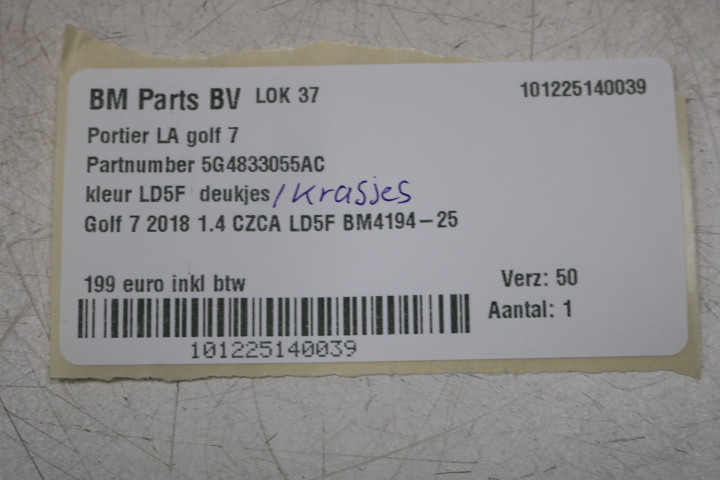 BM Parts BV LOK 37 101225140039
Portier LA golf 7
Partnumber 5G4833055AC
kleur LD5F deukjes /krasjes
Golf 7 2018 1.4 CZCA LD5F BM4194-25
199 euro inkl btw Verz: 50
Aantal: 1
101225140039